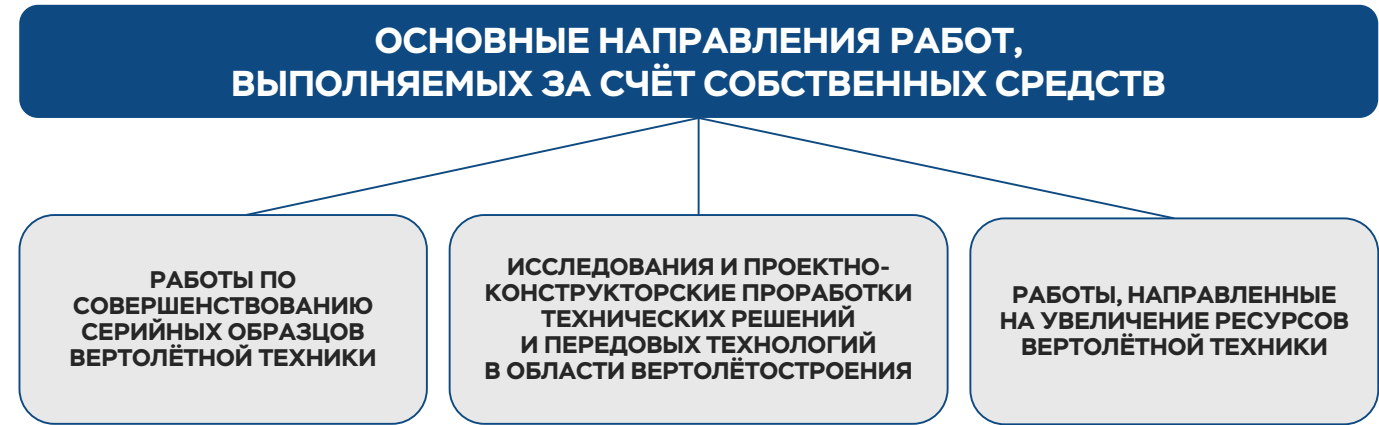 ОСНОВНЫЕ НАПРАВЛЕНИЯ РАБОТ,
ВЫПОЛНЯЕМЫХ ЗА СЧЁТ СОБСТВЕННЫХ СРЕДСТВ
РАБОТЫ ПО
СОВЕРШЕНСТВОВАНИЮ
СЕРИЙНЫХ ОБРАЗЦОВ
ВЕРТОЛЁТНОЙ ТЕХНИКИ
ИССЛЕДОВАНИЯ И ПРОЕКТНО-
КОНСТРУКТОРСКИЕ ПРОРАБОТКИ
ТЕХНИЧЕСКИХ РЕШЕНИЙ
И ПЕРЕДОВЫХ ТЕХНОЛОГИЙ
В ОБЛАСТИ ВЕРТОЛЁТОСТРОЕНИЯ
РАБОТЫ, НАПРАВЛЕННЫЕ
НА УВЕЛИЧЕНИЕ РЕСУРСОВ
ВЕРТОЛЁТНОЙ ТЕХНИКИ